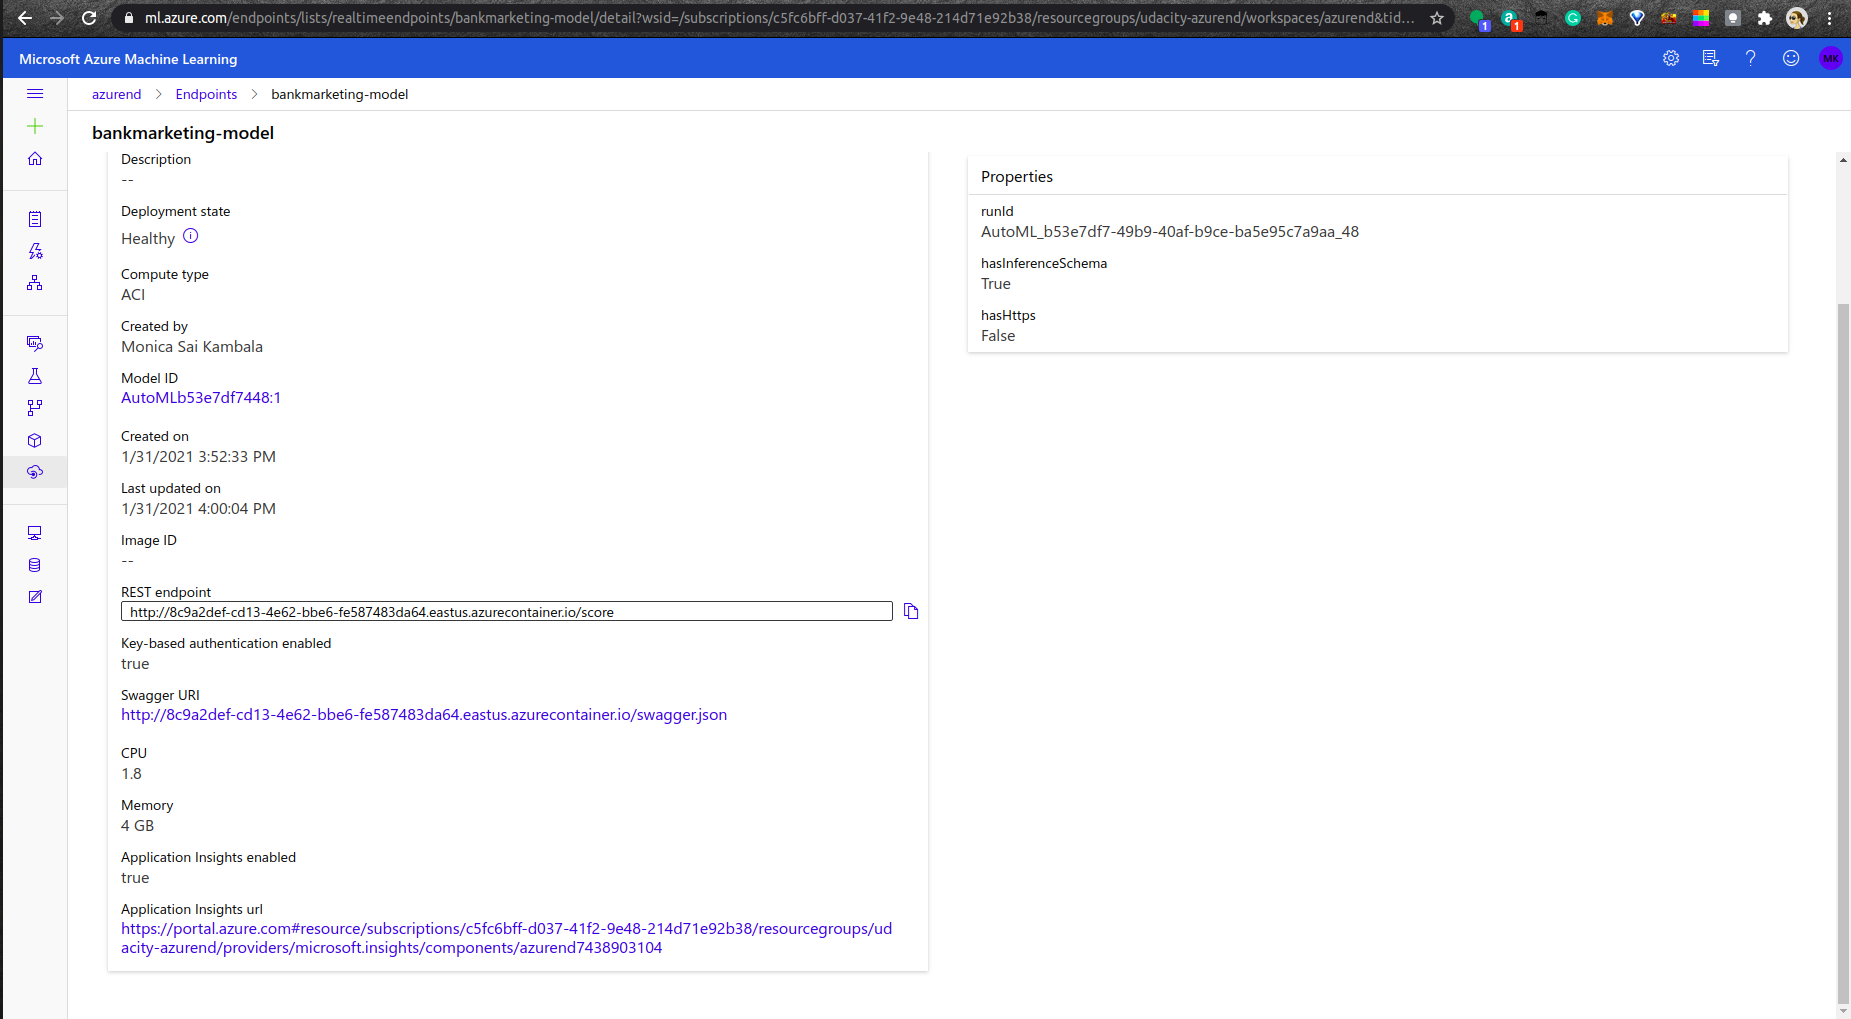 ml.azure.com/endpoints/lists/realtimeendpoints/bankmarketing-model/detail?wsid=/subscriptions/c5fc6bff-d037-41f2-9e48-214d71e92b38/resourcegroups/udacity-azurend/workspaces/azurend&tid...
1
1
Microsoft Azure Machine Learning
MK
azurend > Endpoints > bankmarketing-model
bankmarketing-model
Description
--
Deployment state
Healthy
Compute type
ACI
Created by
Monica Sai Kambala
Model ID
AutoMLb53e7df7448:1
Created on
1/31/2021 3:52:33 PM
Last updated on
1/31/2021 4:00:04 PM
Image ID
--
REST endpoint
http://8c9a2def-cd13-4e62-bbe6-fe587483da64.eastus.azurecontainer.io/score
Key-based authentication enabled
true
Swagger URI
http://8c9a2def-cd13-4e62-bbe6-fe587483da64.eastus.azurecontainer.io/swagger.json
CPU
1.8
Memory
4 GB
Application Insights enabled
true
Application Insights url
https://portal.azure.com#resource/subscriptions/c5fc6bff-d037-41f2-9e48-214d71e92b38/resourcegroups/ud
acity-azurend/providers/microsoft.insights/components/azurend7438903104
Properties
runId
AutoML_b53e7df7-49b9-40af-b9ce-ba5e95c7a9aa_48
hasInferenceSchema
True
hasHttps
False